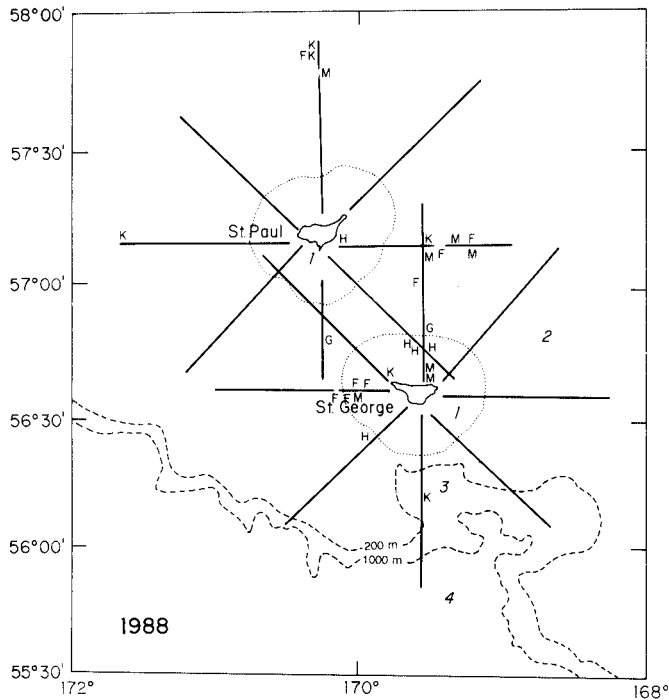 58°00'
K
FK
M
57°30'
St. Paul
H
1
K
K M F
M F M
57°00'
F
G
G
2
H H H
M
M
K
F F
F F M
56°30'
St. George
1
H
3
K
200 m
56°00'
1000 m
4
1988
55°30'
172° 170° 168°